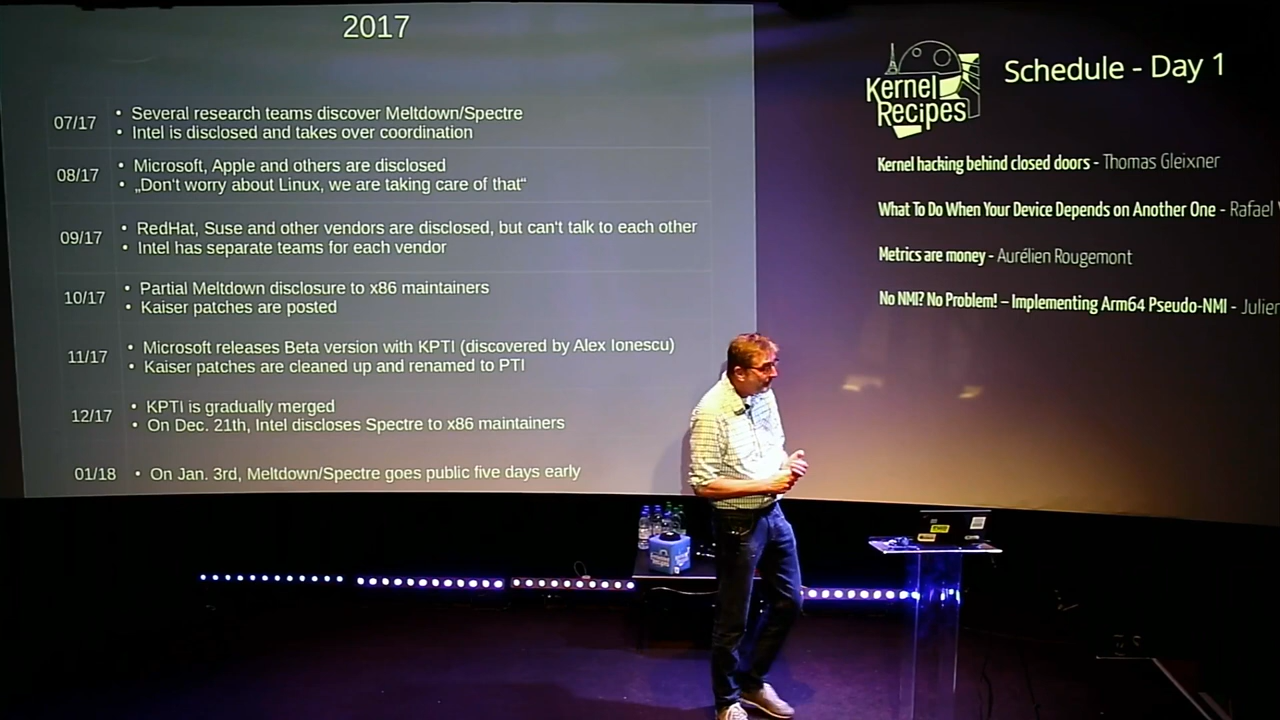 2017
07/17
• Several research teams discover Meltdown/Spectre
• Intel is disclosed and takes over coordination
08/17
• Microsoft, Apple and others are disclosed
• „Don't worry about Linux, we are taking care of that“
09/17
• RedHat, Suse and other vendors are disclosed, but can't talk to each other
• Intel has separate teams for each vendor
10/17
• Partial Meltdown disclosure to x86 maintainers
• Kaiser patches are posted
11/17
• Microsoft releases Beta version with KPTI (discovered by Alex Ionescu)
• Kaiser patches are cleaned up and renamed to PTI
12/17
• KPTI is gradually merged
• On Dec. 21th, Intel discloses Spectre to x86 maintainers
01/18
• On Jan. 3rd, Meltdown/Spectre goes public five days early
Kernel
Recipes
Schedule - Day 1
Kernel hacking behind closed doors - Thomas Gleixner
What To Do When Your Device Depends on Another One - Rafael
Metrics are money - Aurélien Rougemont
No NMI? No Problem! – Implementing Arm64 Pseudo-NMI - Julien